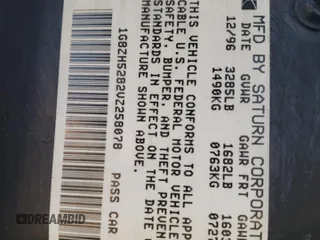 MFD BY SATURN CORPORAT
DATE GVWR GAWR FRT GAW
12/96 3285LB 1682LB 160
1490KG 0763KG 072
THIS VEHICLE CONFORMS TO ALL APP
CABLE U.S. FEDERAL MOTOR VEHICLE
SAFETY, BUMPER, AND THEFT PREVEN
STANDARDS IN EFFECT ON THE DATE
MANUFACTURE SHOWN ABOVE.
1G8ZH5282VZ258078 PASS CAR
DREAMBID